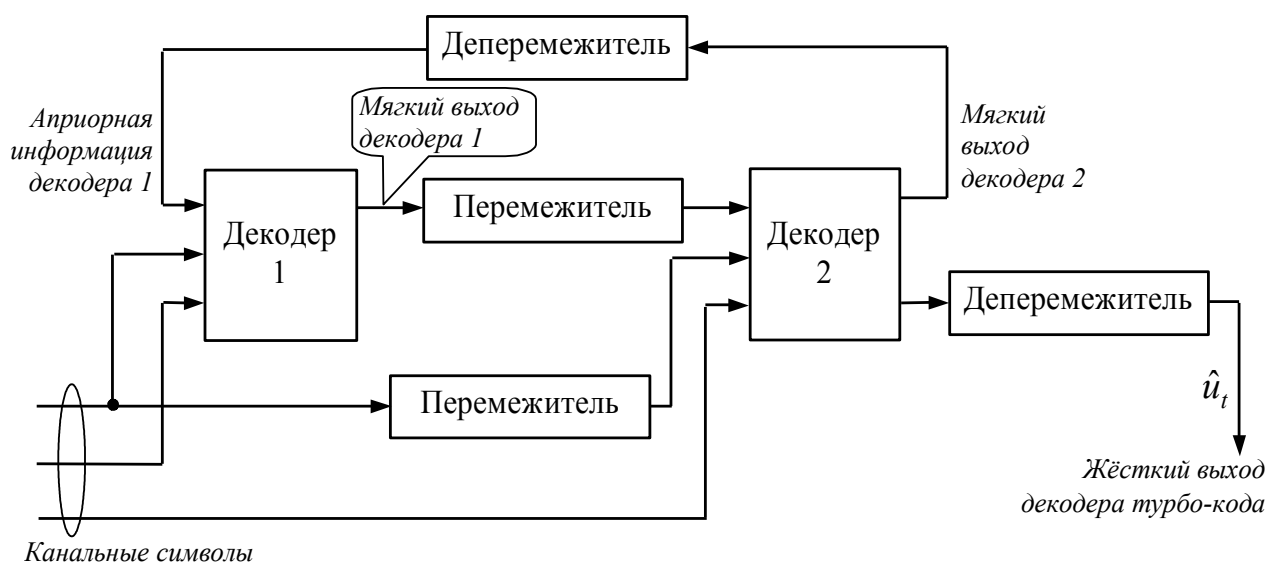 Деперемежитель
Априорная
информация
декодера 1
Мягкий выход
декодера 1
Мягкий
выход
декодера 2
Декодер
1
Перемежитель
Декодер
2
Деперемежитель
Перемежитель
û_t
Жёсткий выход
декодера турбо-кода
Канальные символы